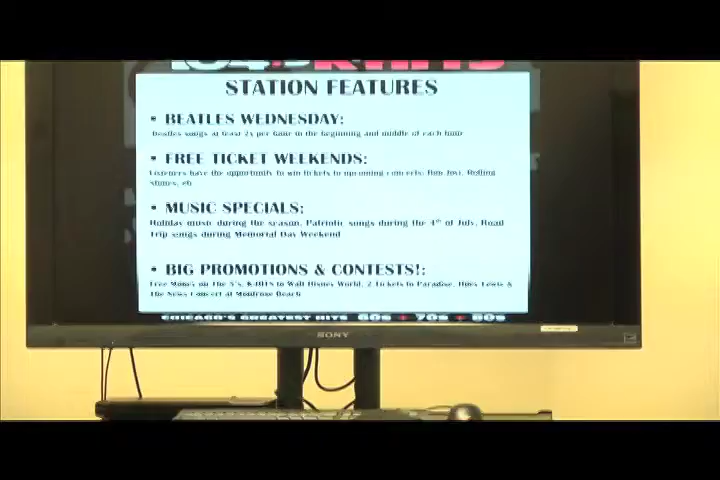 104.3 K-HITS
STATION FEATURES
• BEATLES WEDNESDAY:
Beatles songs at least 2x per hour in the beginning and middle of each hour
• FREE TICKET WEEKENDS:
Listeners have the opportunity to win tickets to upcoming concerts: Bon Jovi, Rolling
Stones, etc
• MUSIC SPECIALS:
Holiday music during the season, Patriotic songs during the 4th of July, Road
Trip songs during Memorial Day Weekend
• BIG PROMOTIONS & CONTESTS!:
Free Money on The 5's, K-HITS to Walt Disney World, 2 Tickets to Paradise, Huey Lewis &
The News Concert at Montrose Beach
CHICAGO'S GREATEST HITS 60s + 70s + 80s
SONY